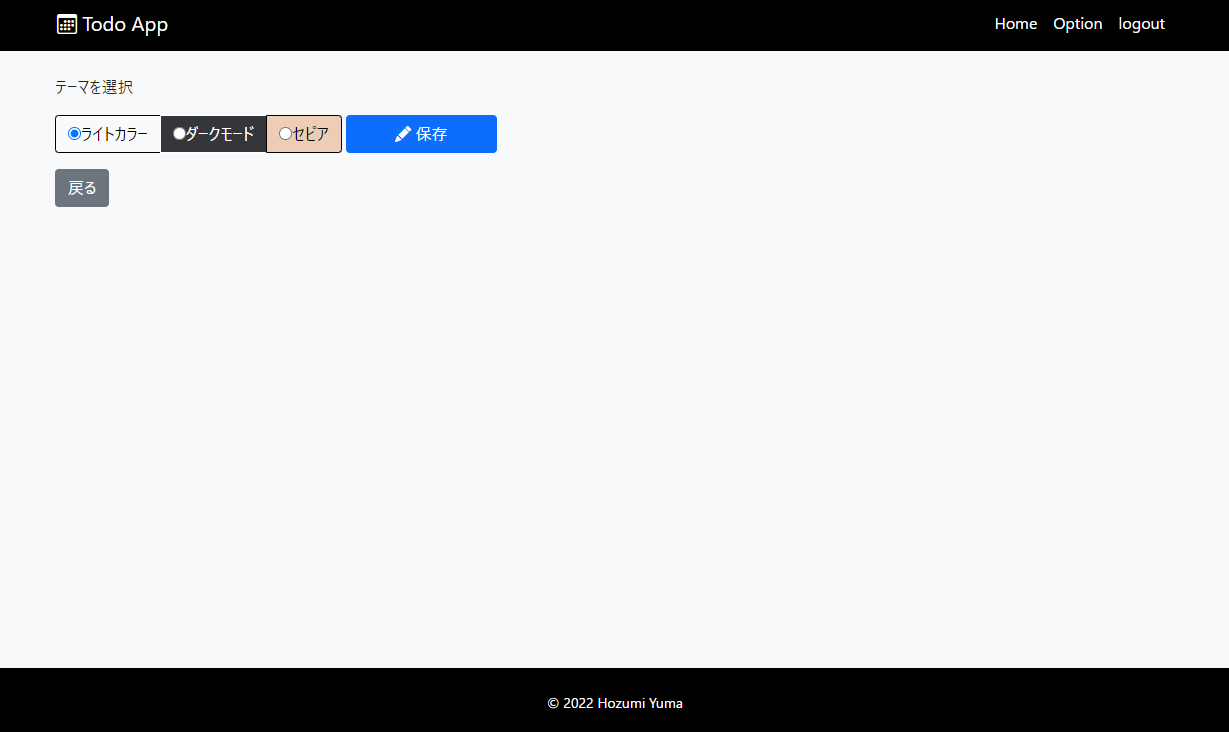 Todo App
Home Option logout
テーマを選択
ライトカラー ダークモード セピア 保存
戻る
© 2022 Hozumi Yuma